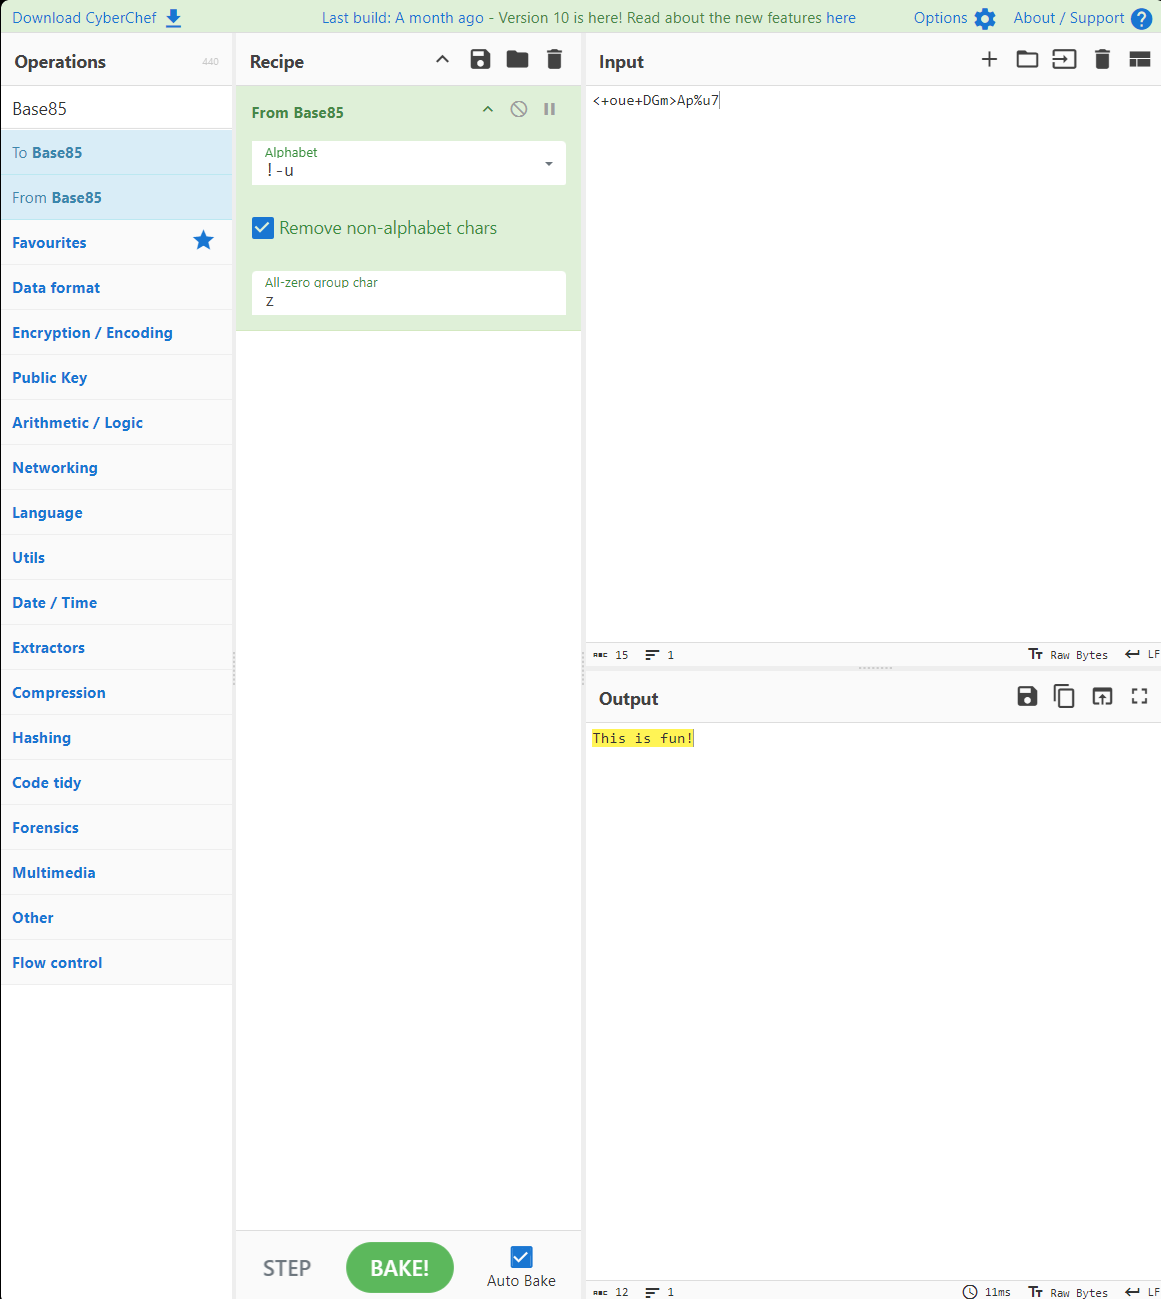 Download CyberChef
Last build: A month ago - Version 10 is here! Read about the new features here
Options
About / Support
Operations
440
Base85
To Base85
From Base85
Favourites
Data format
Encryption / Encoding
Public Key
Arithmetic / Logic
Networking
Language
Utils
Date / Time
Extractors
Compression
Hashing
Code tidy
Forensics
Multimedia
Other
Flow control
Recipe
From Base85
Alphabet
!-u
Remove non-alphabet chars
All-zero group char
z
STEP
BAKE!
Auto Bake
Input
<+oue+DGm>Ap%u7
ABC 15 1
Tт Raw Bytes LF
Output
This is fun!
ABC 12 1
11ms Tт Raw Bytes LF